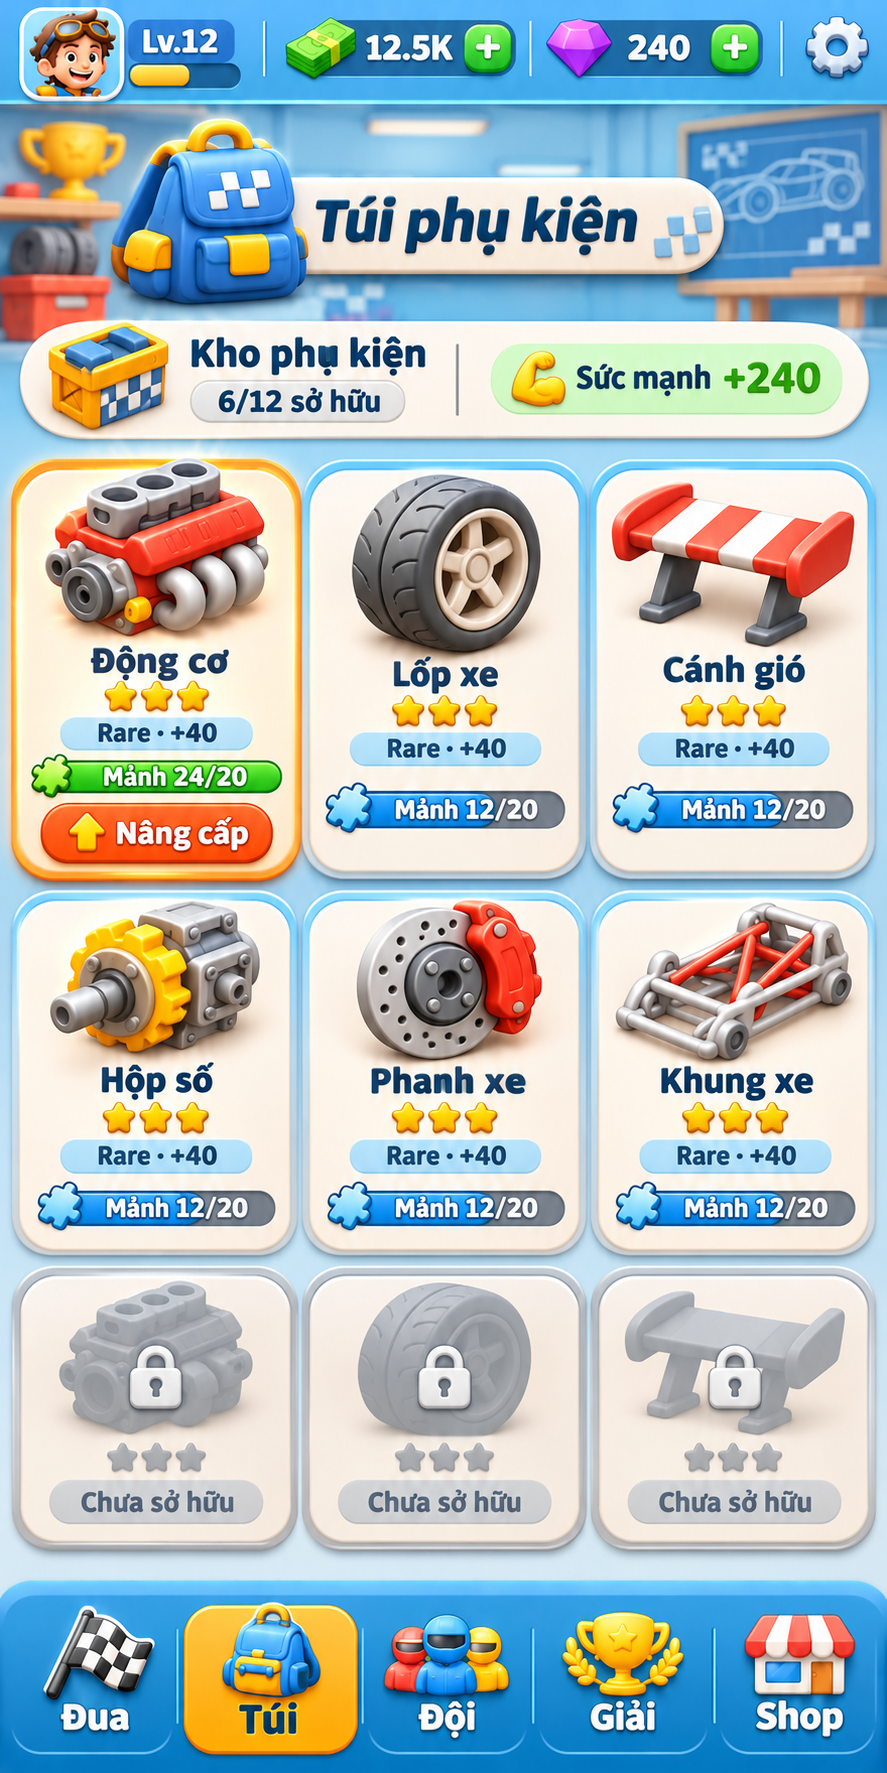 Lv.12
12.5K
240
Túi phụ kiện
Kho phụ kiện
6/12 sở hữu
Sức mạnh +240
Động cơ
Rare · +40
Mảnh 24/20
Nâng cấp
Lốp xe
Rare · +40
Mảnh 12/20
Cánh gió
Rare · +40
Mảnh 12/20
Hộp số
Rare · +40
Mảnh 12/20
Phanh xe
Rare · +40
Mảnh 12/20
Khung xe
Rare · +40
Mảnh 12/20
Chưa sở hữu
Chưa sở hữu
Chưa sở hữu
Đua
Túi
Đội
Giải
Shop